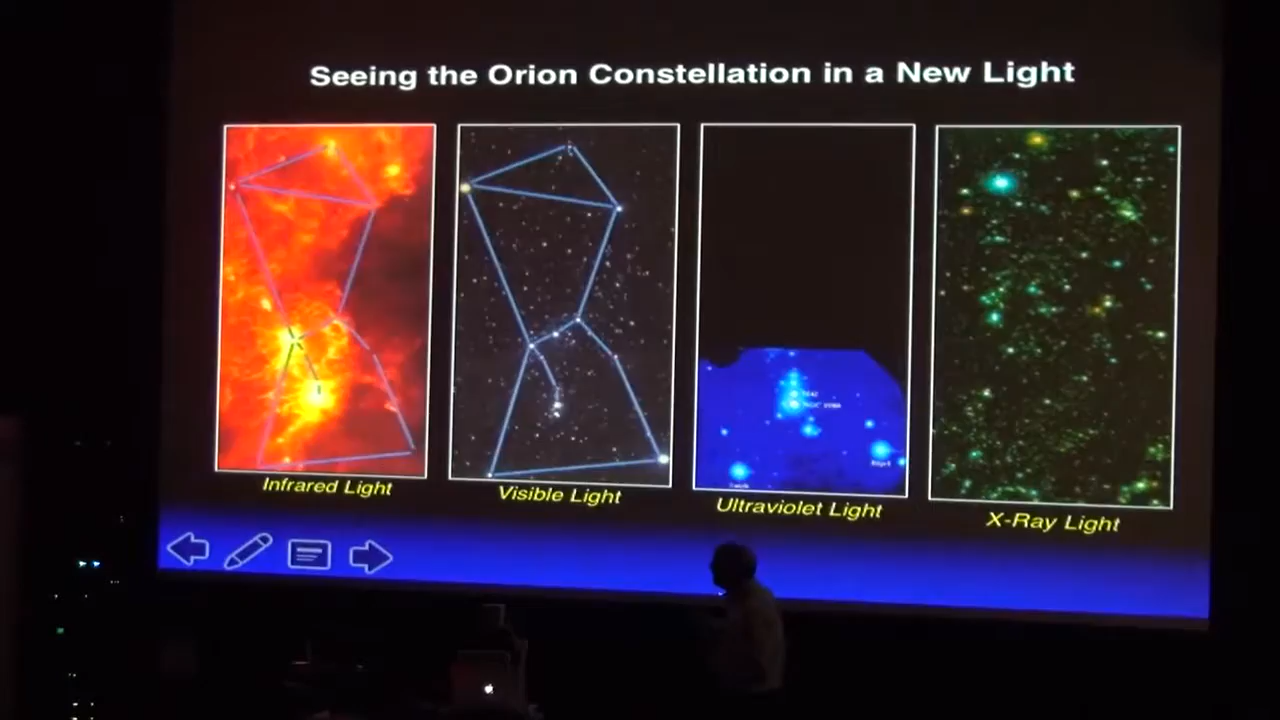 Seeing the Orion Constellation in a New Light
Infrared Light
Visible Light
Ultraviolet Light
X-Ray Light